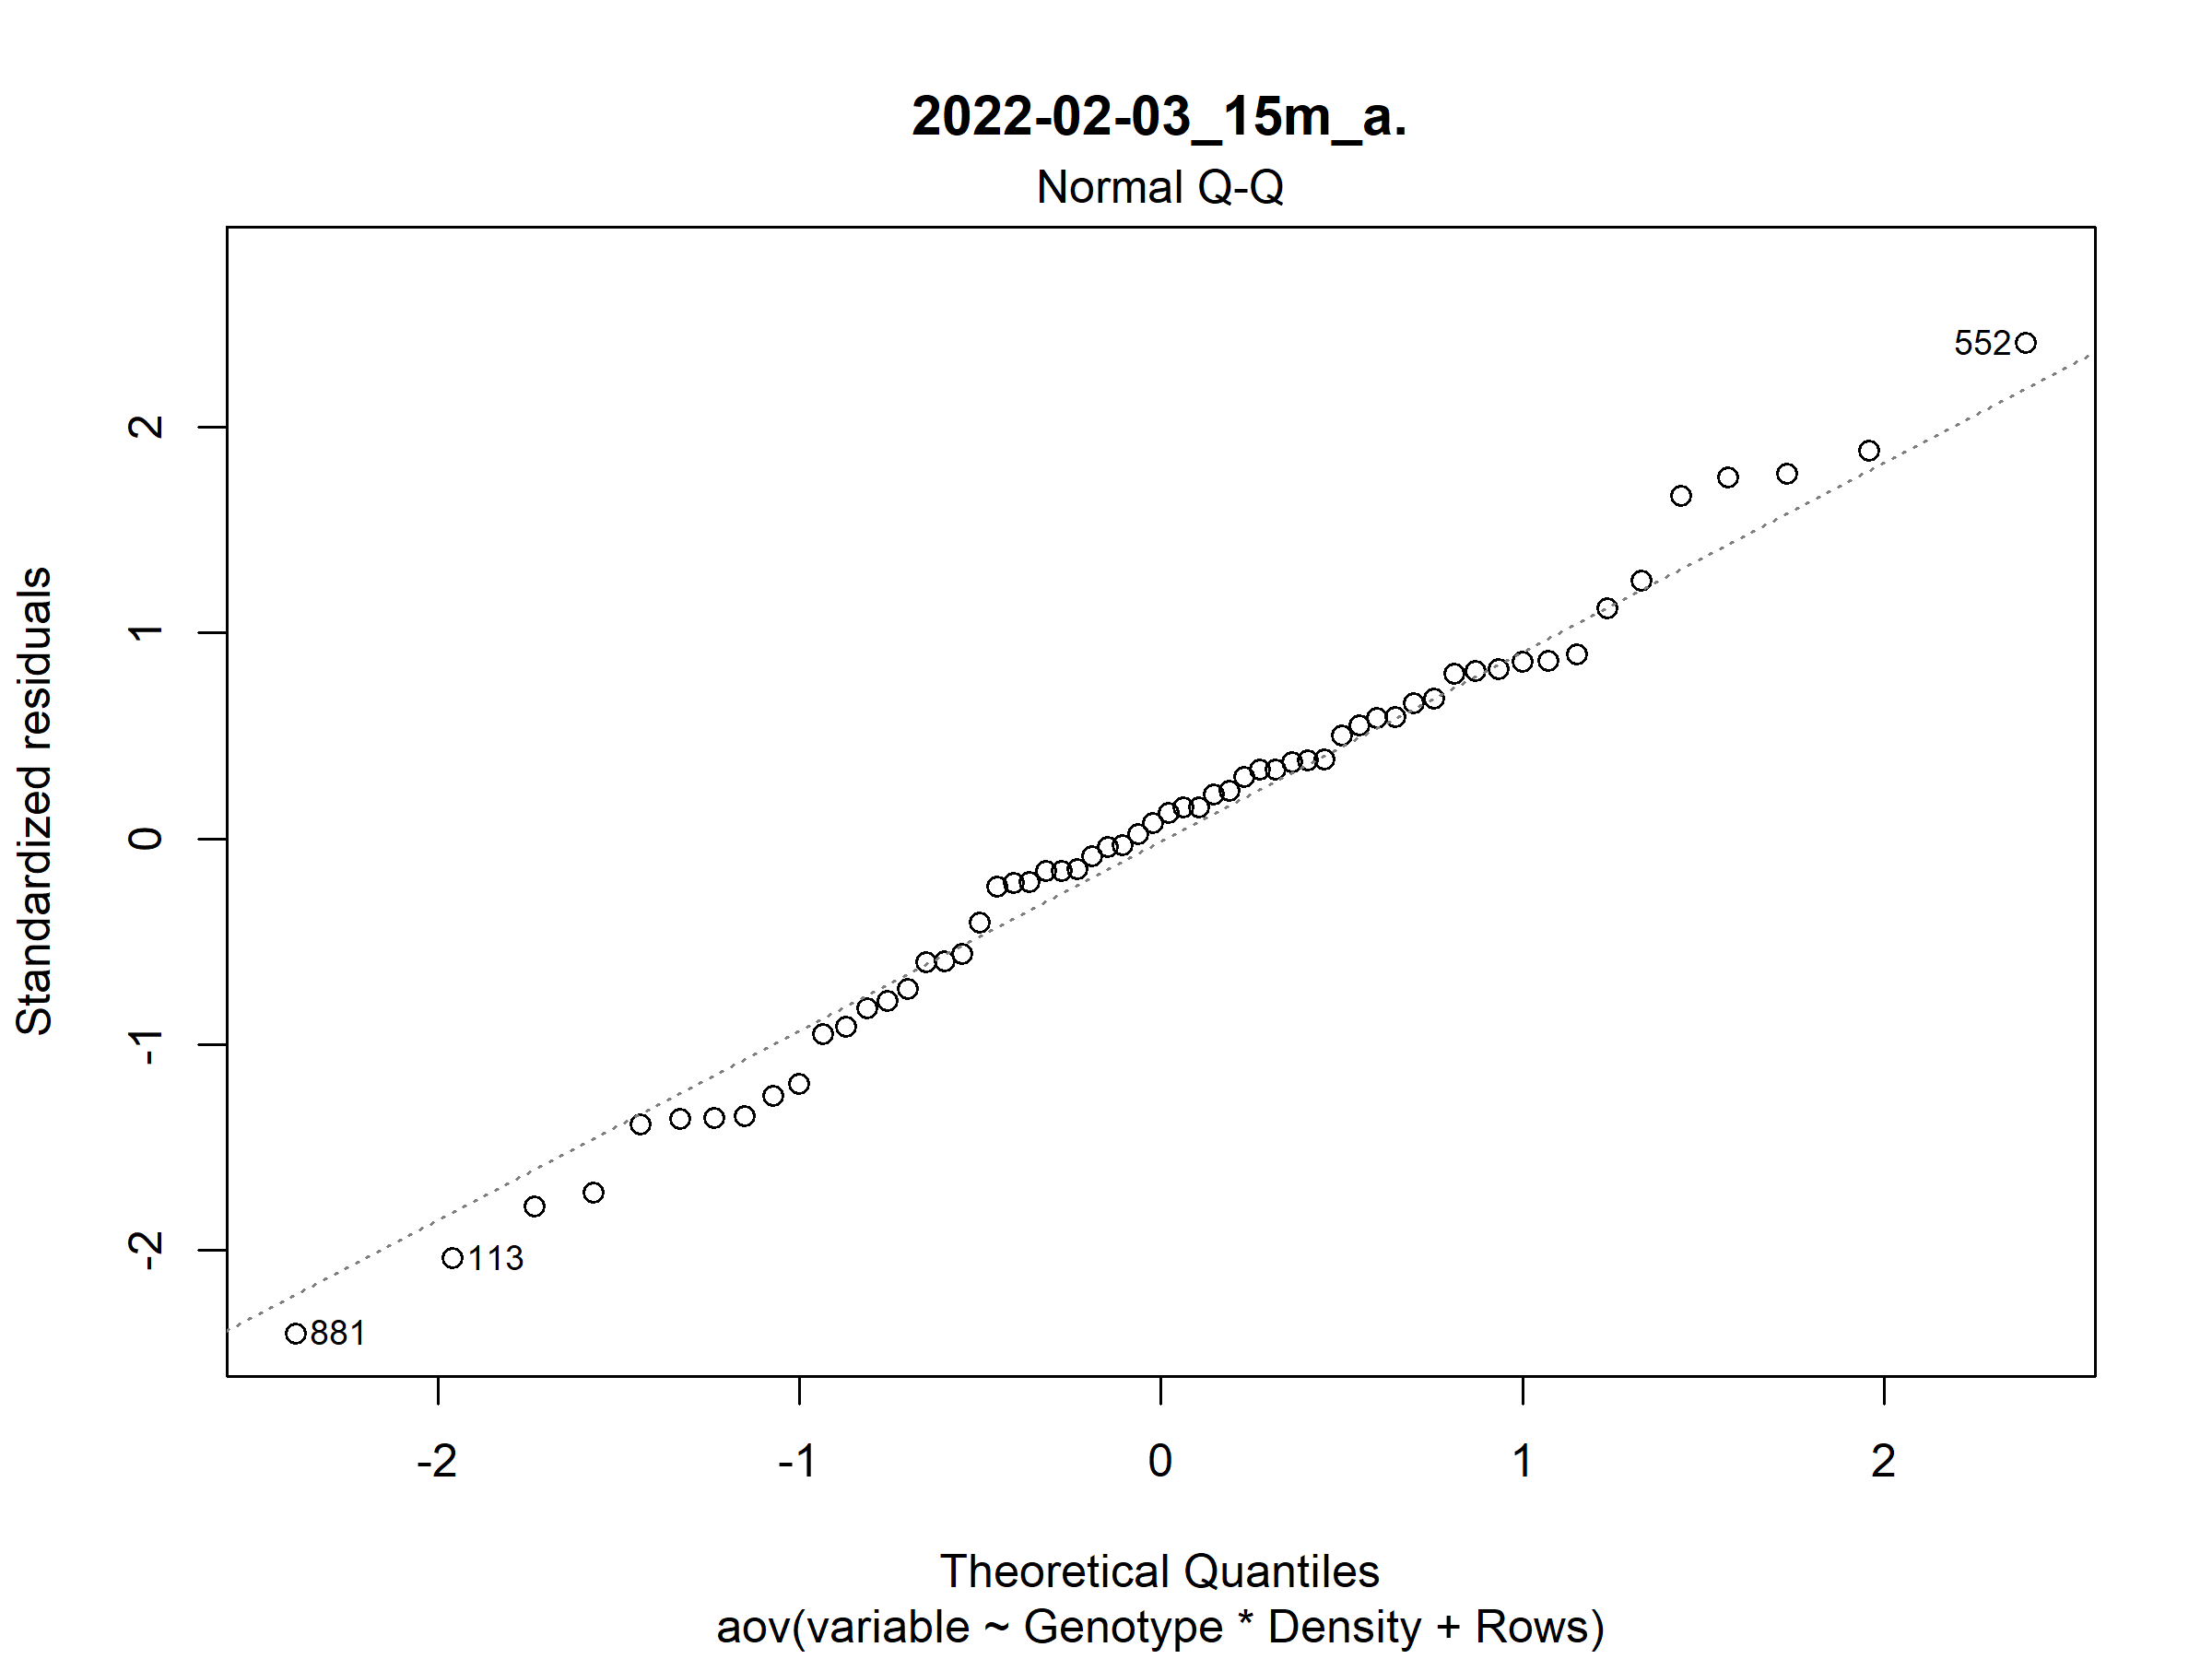 2022-02-03_15m_a.
Normal Q-Q
552
2
1
0
-1
-2
Standardized residuals
113
881
-2 -1 0 1 2
Theoretical Quantiles
aov(variable ~ Genotype * Density + Rows)